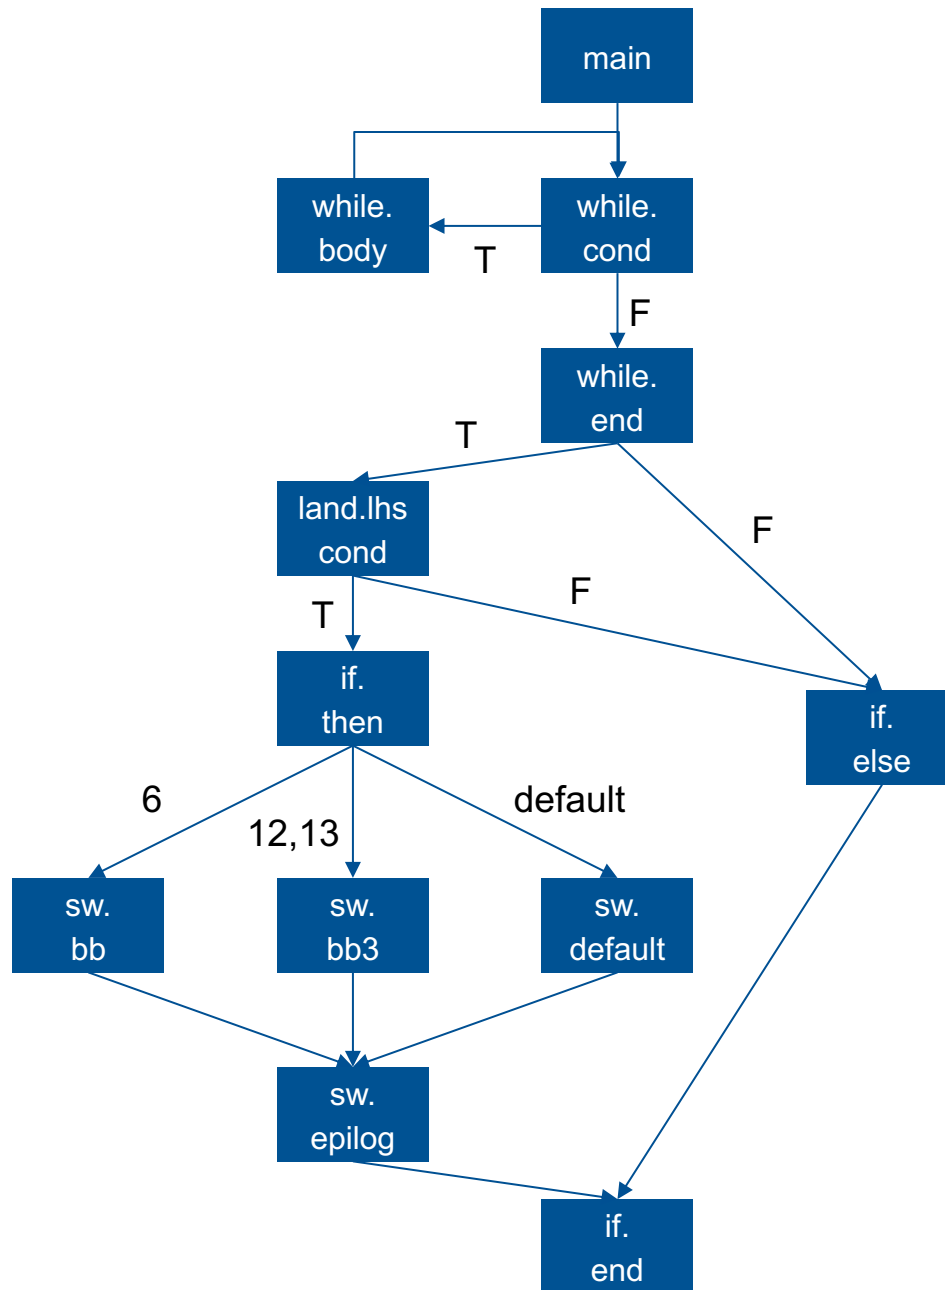 main
while.
body
while.
cond
T
F
while.
end
T
land.lhs
cond
F
F
T
if.
then
if.
else
6
12,13
default
sw.
bb
sw.
bb3
sw.
default
sw.
epilog
if.
end